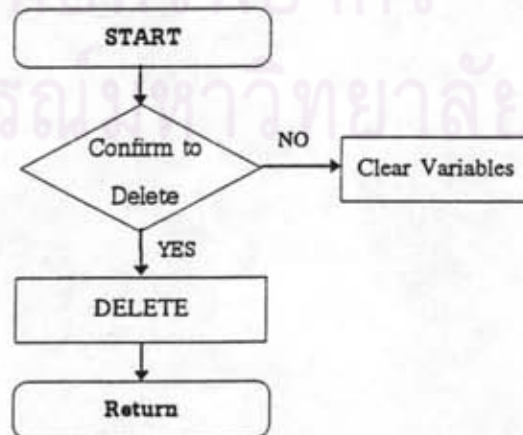 START
Confirm to
Delete
NO
Clear Variables
YES
DELETE
Return